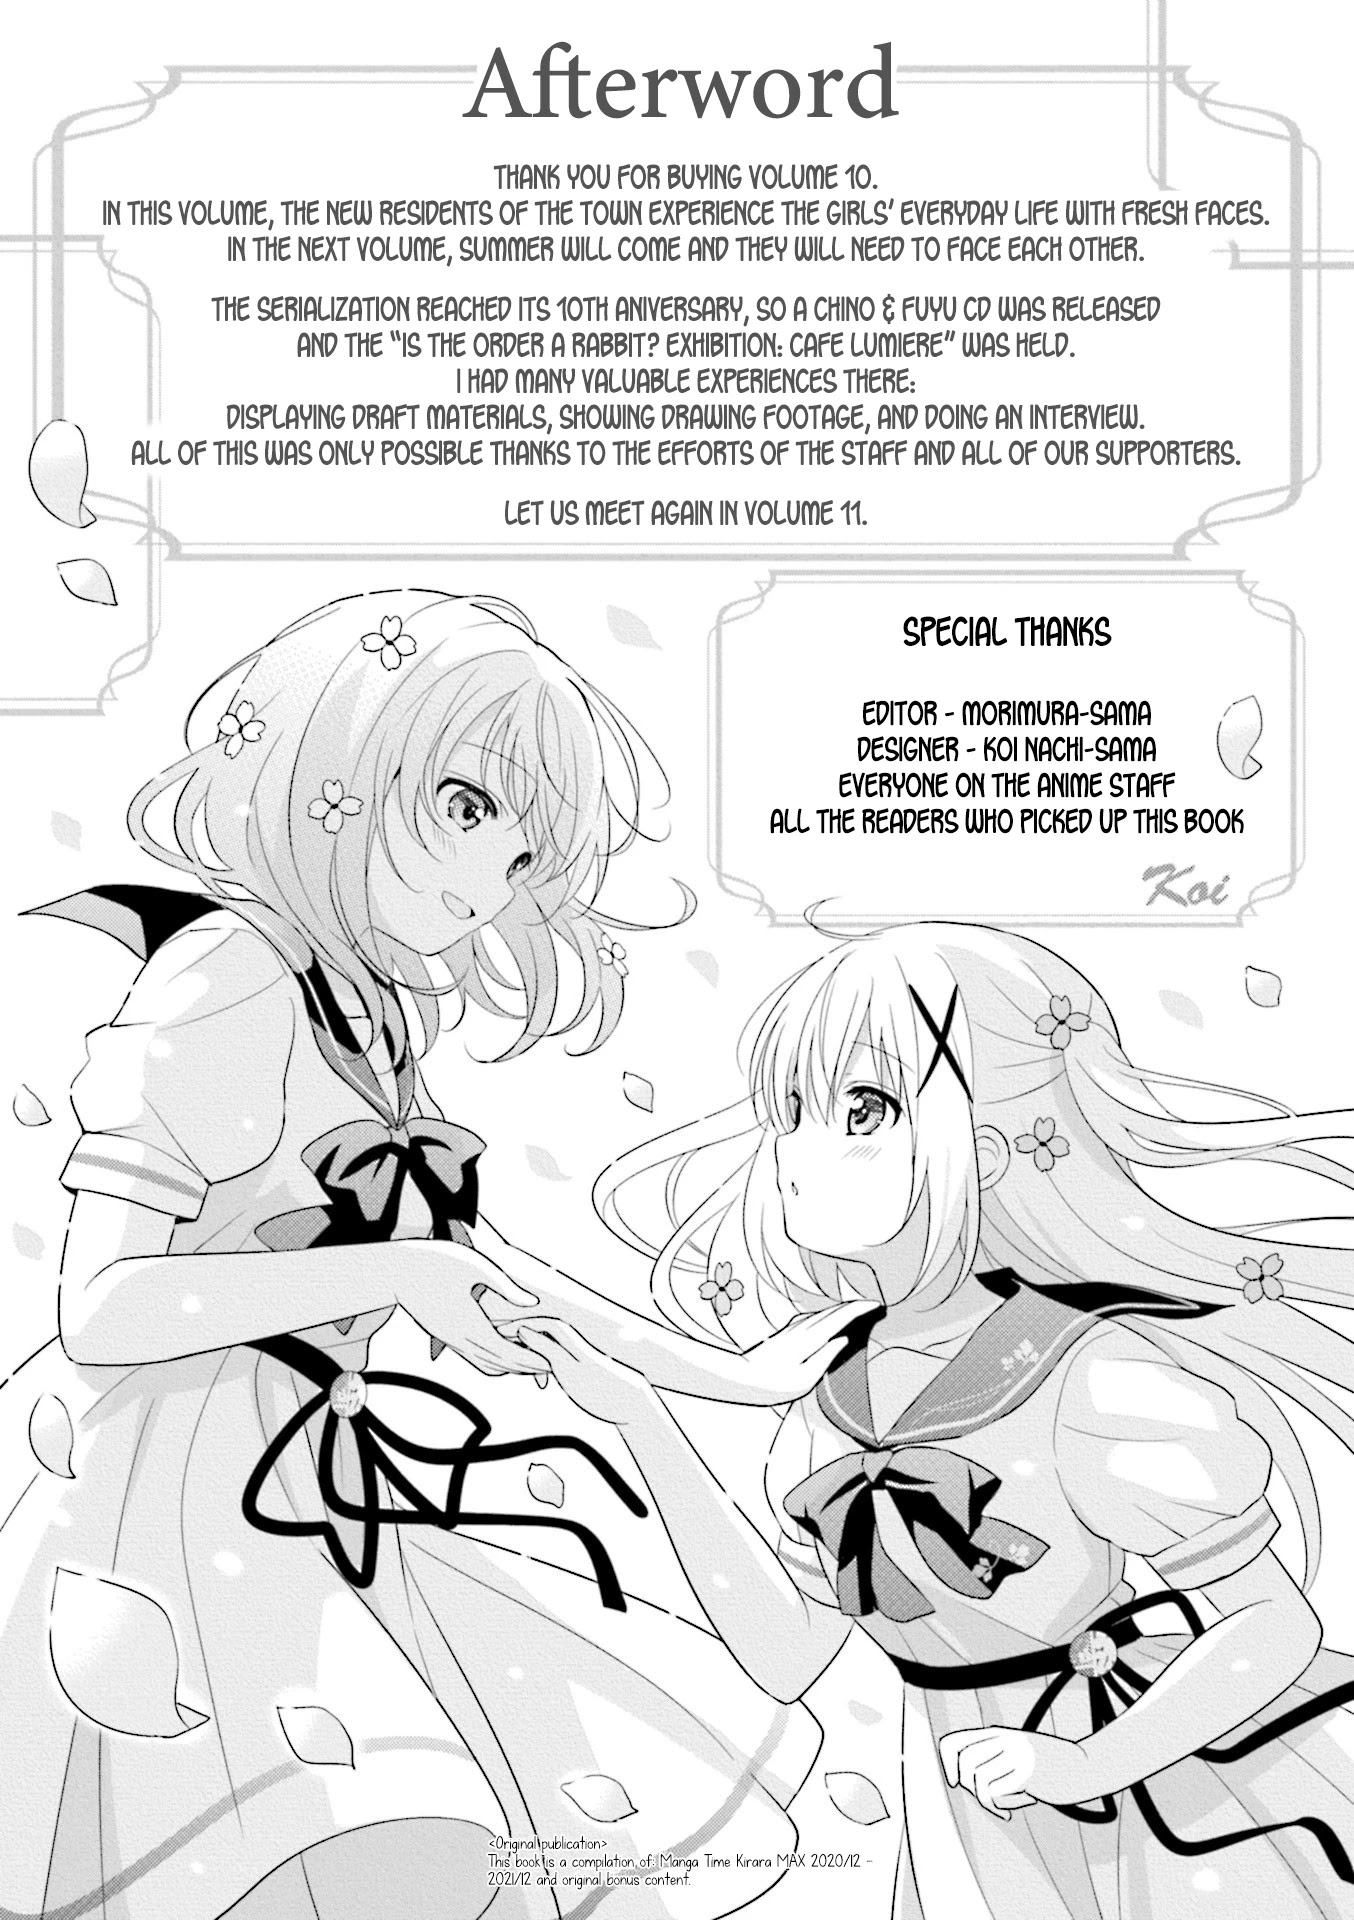 Afterword
THANK YOU FOR BUYING VOLUME 10.
IN THIS VOLUME, THE NEW RESIDENTS OF THE TOWN EXPERIENCE THE GIRLS' EVERYDAY LIFE WITH FRESH FACES.
IN THE NEXT VOLUME, SUMMER WILL COME AND THEY WILL NEED TO FACE EACH OTHER.
THE SERIALIZATION REACHED ITS 10TH ANIVERSARY, SO A CHINO & FUYU CD WAS RELEASED
AND THE "IS THE ORDER A RABBIT? EXHIBITION: CAFE LUMIERE" WAS HELD.
I HAD MANY VALUABLE EXPERIENCES THERE:
DISPLAYING DRAFT MATERIALS, SHOWING DRAWING FOOTAGE, AND DOING AN INTERVIEW.
ALL OF THIS WAS ONLY POSSIBLE THANKS TO THE EFFORTS OF THE STAFF AND ALL OF OUR SUPPORTERS.
LET US MEET AGAIN IN VOLUME 11.
SPECIAL THANKS
EDITOR - MORIMURA-SAMA
DESIGNER - KOI NACHI-SAMA
EVERYONE ON THE ANIME STAFF
ALL THE READERS WHO PICKED UP THIS BOOK
Koi
<Original publication>
This book is a compilation of: Manga Time Kirara MAX 2020/12 -
2021/12 and original bonus content.